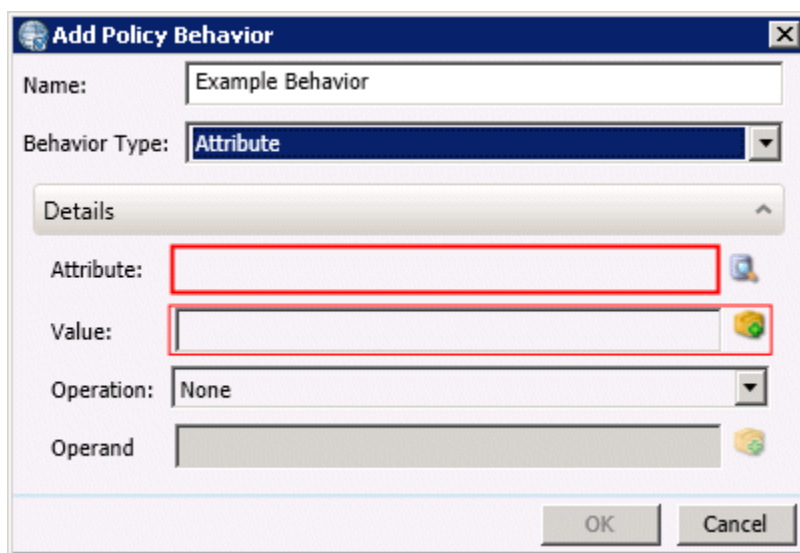 Add Policy Behavior
Name: Example Behavior
Behavior Type: Attribute
Details
Attribute:
Value:
Operation: None
Operand
OK Cancel